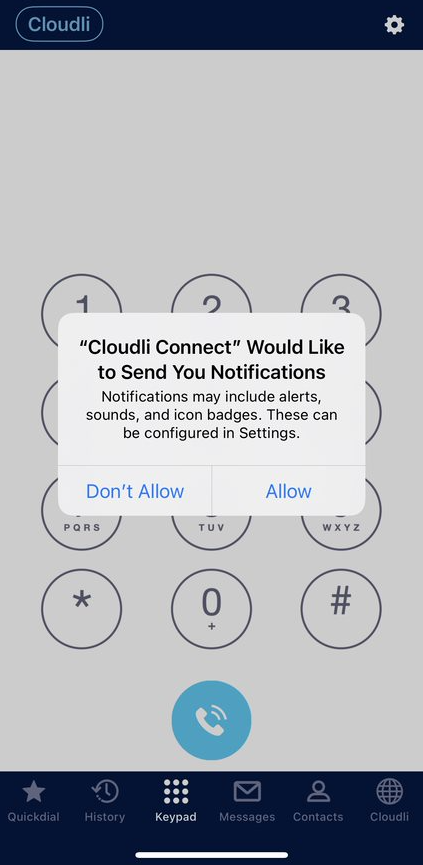 Cloudli
1 2 3
“Cloudli Connect” Would Like
to Send You Notifications
Notifications may include alerts,
sounds, and icon badges. These can
be configured in Settings.
Don’t Allow Allow
PQRS TUV WXYZ
* 0 #
+
Quickdial History Keypad Messages Contacts Cloudli